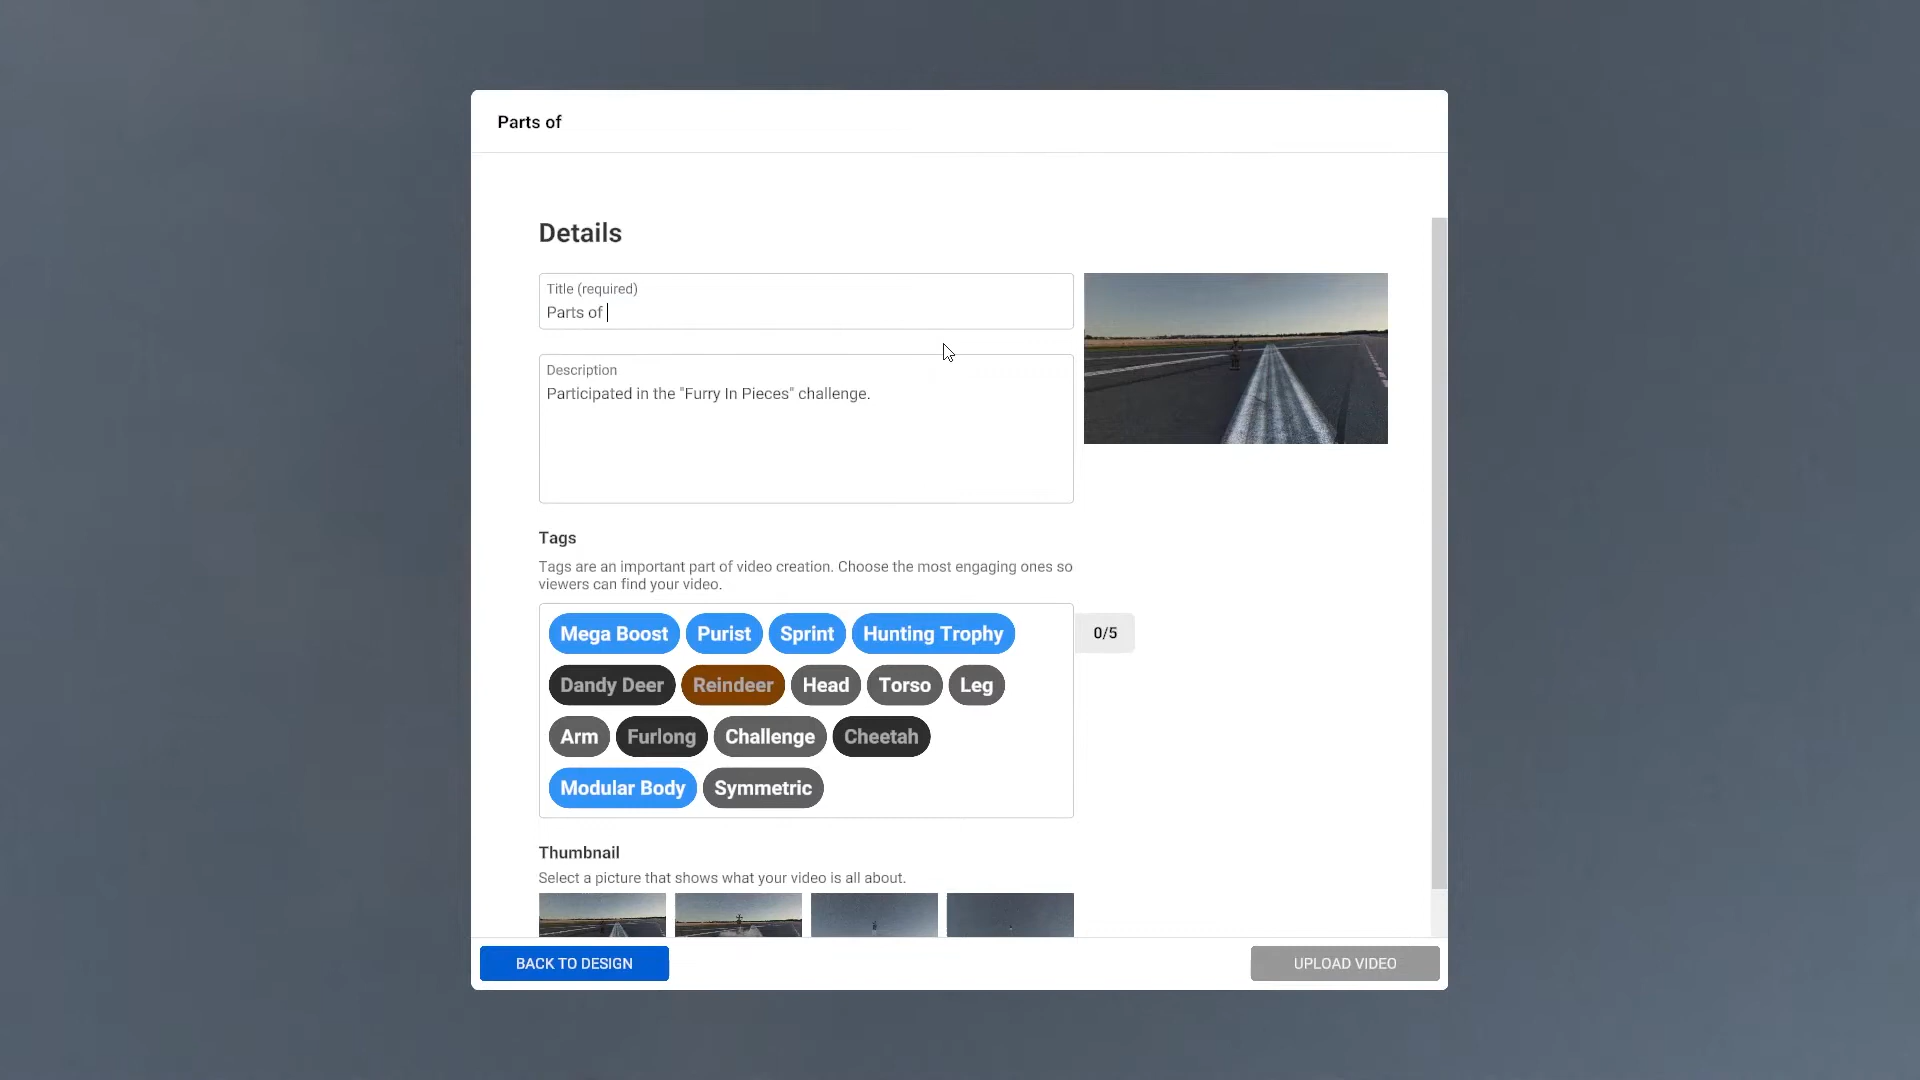 Parts of
Details
Title (required)
Parts of
Description
Participated in the "Furry In Pieces" challenge.
Tags
Tags are an important part of video creation. Choose the most engaging ones so
viewers can find your video.
Mega Boost Purist Sprint Hunting Trophy 0/5
Dandy Deer Reindeer Head Torso Leg
Arm Furlong Challenge Cheetah
Modular Body Symmetric
Thumbnail
Select a picture that shows what your video is all about.
BACK TO DESIGN UPLOAD VIDEO